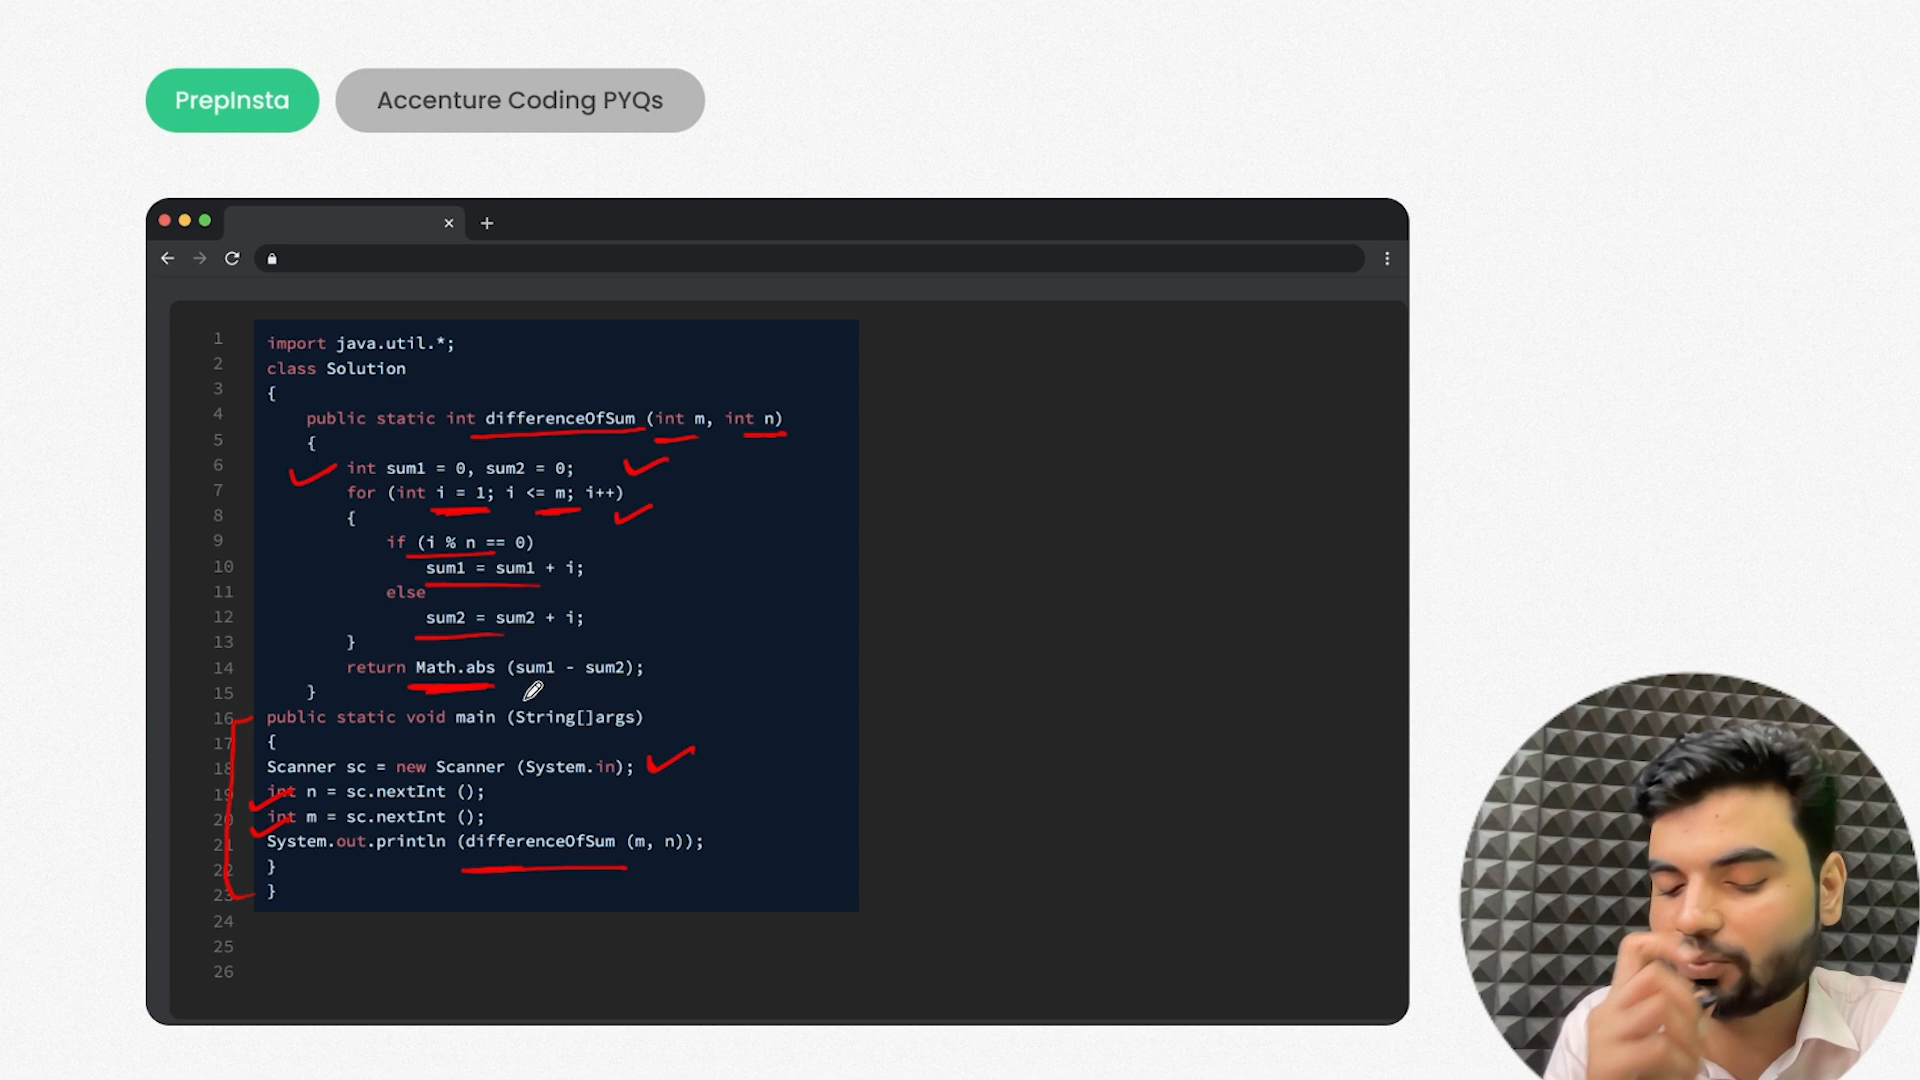 PrepInsta
Accenture Coding PYQs
1 import java.util.*;
2 class Solution
3 {
4 public static int differenceOfSum (int m, int n)
5 {
6 int sum1 = 0, sum2 = 0;
7 for (int i = 1; i <= m; i++)
8 {
9 if (i % n == 0)
10 sum1 = sum1 + i;
11 else
12 sum2 = sum2 + i;
13 }
14 return Math.abs (sum1 - sum2);
15 }
16 public static void main (String[]args)
17 {
18 Scanner sc = new Scanner (System.in);
19 int n = sc.nextInt ();
20 int m = sc.nextInt ();
21 System.out.println (differenceOfSum (m, n));
22 }
23 }
24
25
26